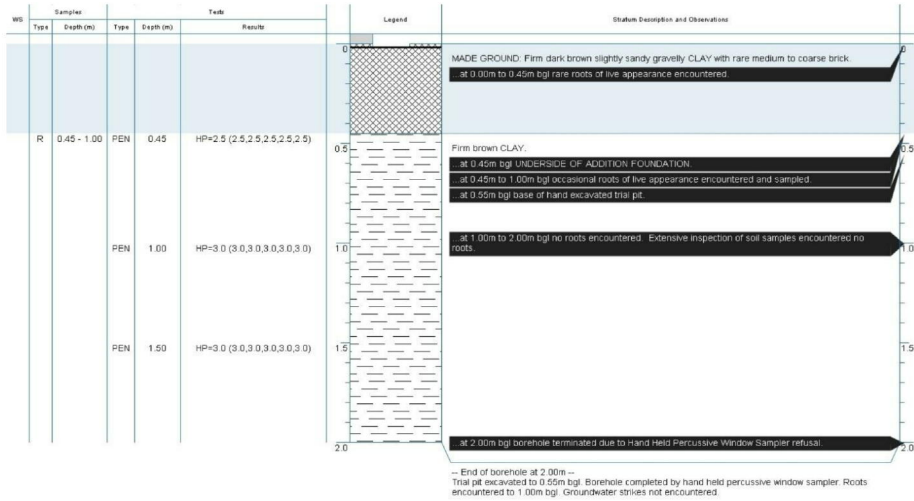 WS Samples Tests Legend Stratum Description and Observations
Type Depth (m) Type Depth (m) Results
0 0
MADE GROUND: Firm dark brown slightly sandy gravelly CLAY with rare medium to coarse brick.
...at 0.00m to 0.45m bgl rare roots of live appearance encountered.
R 0.45 - 1.00 PEN 0.45 HP=2.5 (2.5,2.5,2.5,2.5,2.5)
0.5 Firm brown CLAY. 0.5
...at 0.45m bgl UNDERSIDE OF ADDITION FOUNDATION.
...at 0.45m to 1.00m bgl occasional roots of live appearance encountered and sampled.
...at 0.55m bgl base of hand excavated trial pit.
...at 1.00m to 2.00m bgl no roots encountered. Extensive inspection of soil samples encountered no
PEN 1.00 HP=3.0 (3.0,3.0,3.0,3.0,3.0) 1.0 roots. 1.0
PEN 1.50 HP=3.0 (3.0,3.0,3.0,3.0,3.0) 1.5 1.5
2.0 ...at 2.00m bgl borehole terminated due to Hand Held Percussive Window Sampler refusal. 2.0
-- End of borehole at 2.00m --
Trial pit excavated to 0.55m bgl. Borehole completed by hand held percussive window sampler. Roots
encountered to 1.00m bgl. Groundwater strikes not encountered